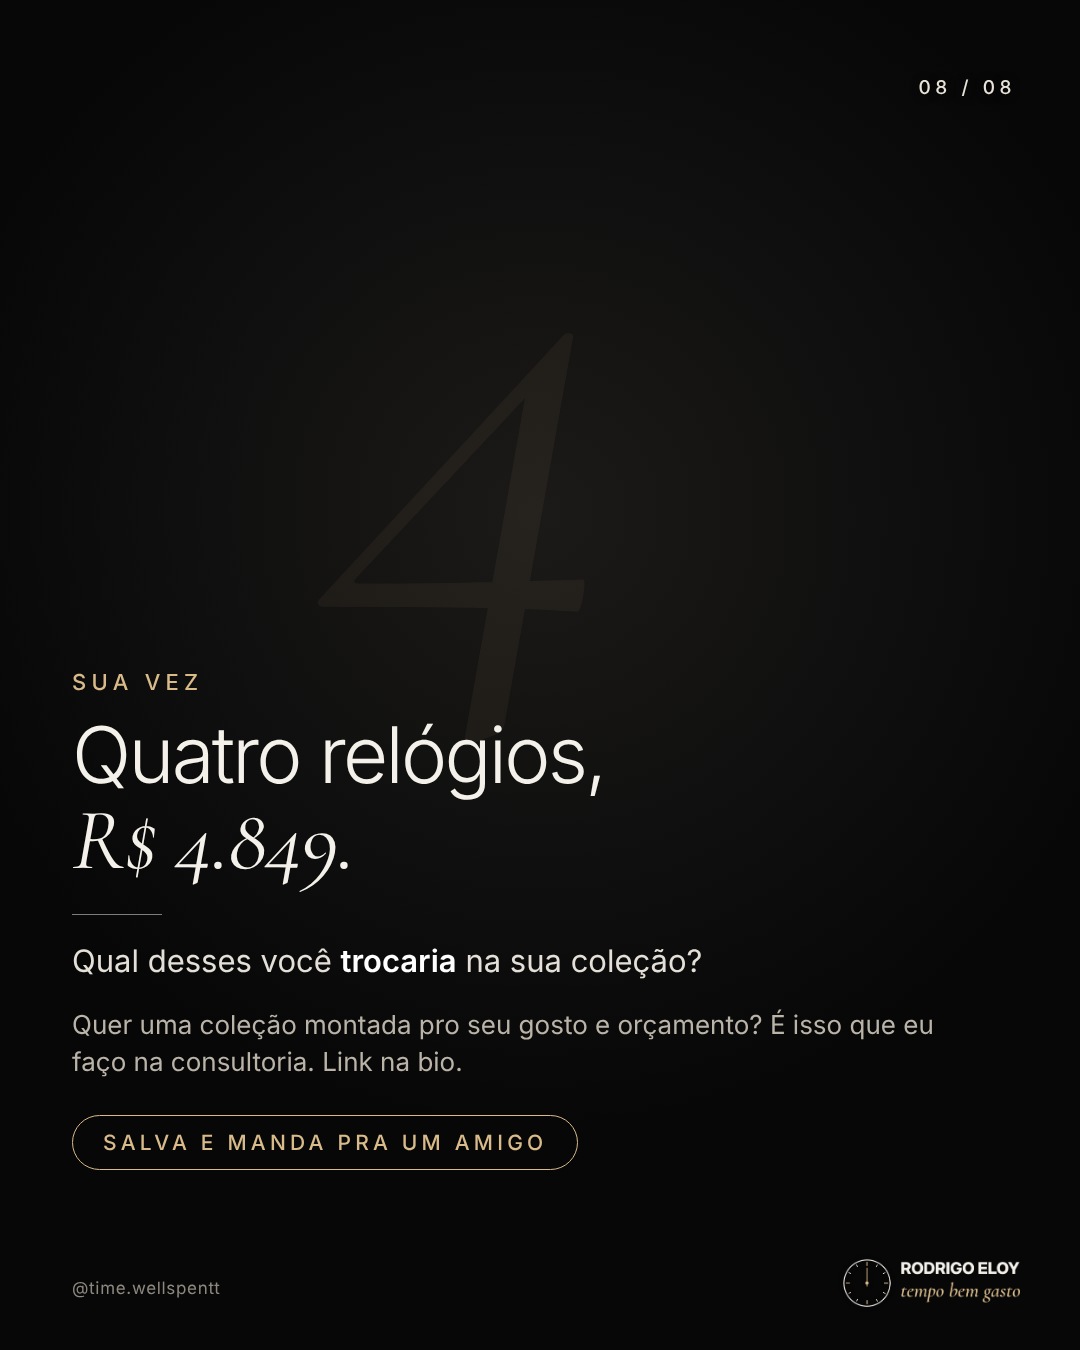 08 / 08
4
SUA VEZ
Quatro relógios,
R$ 4.849.
Qual desses você trocaria na sua coleção?
Quer uma coleção montada pro seu gosto e orçamento? É isso que eu
faço na consultoria. Link na bio.
SALVA E MANDA PRA UM AMIGO
@time.wellspentt
RODRIGO ELOY
tempo bem gasto